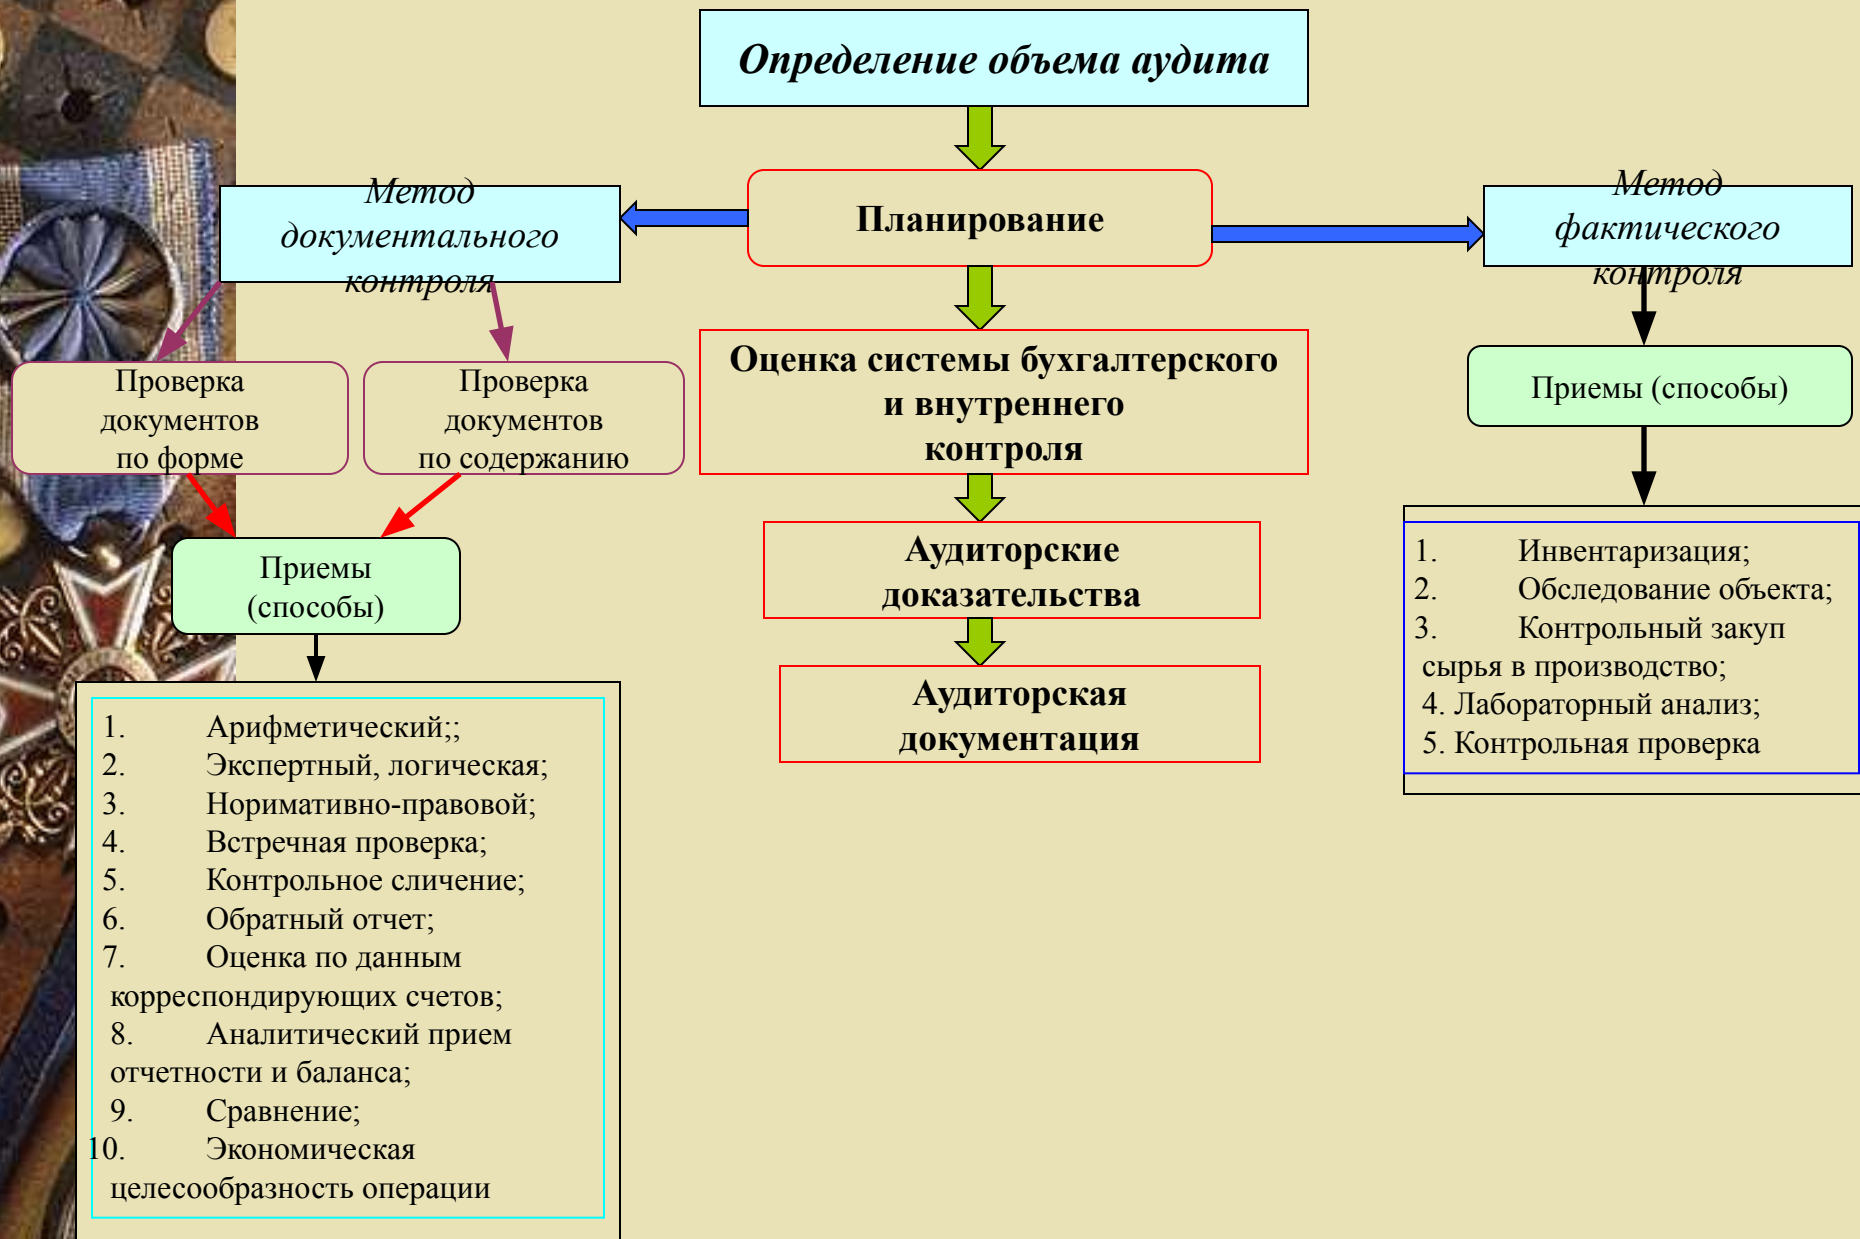 Определение объема аудита
Метод
документального
контроля
Планирование
Метод
фактического
контроля
Проверка
документов
по форме
Проверка
документов
по содержанию
Оценка системы бухгалтерского
и внутреннего
контроля
Приемы (способы)
Приемы
(способы)
Аудиторские
доказательства
Аудиторская
документация
1. Инвентаризация;
2. Обследование объекта;
3. Контрольный закуп
сырья в производство;
4. Лабораторный анализ;
5. Контрольная проверка
1. Арифметический;;
2. Экспертный, логическая;
3. Норимативно-правовой;
4. Встречная проверка;
5. Контрольное сличение;
6. Обратный отчет;
7. Оценка по данным
корреспондирующих счетов;
8. Аналитический прием
отчетности и баланса;
9. Сравнение;
10. Экономическая
целесообразность операции